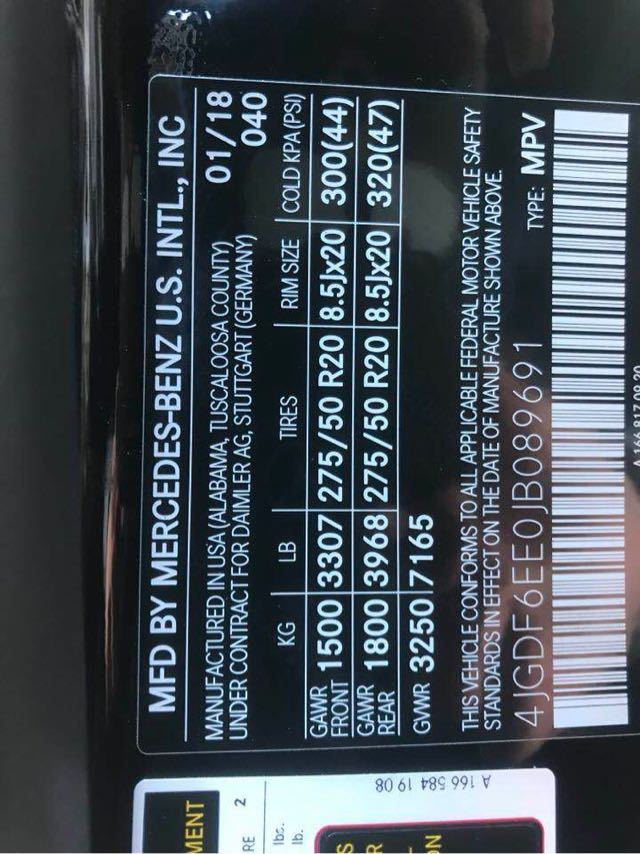 MFD BY MERCEDES-BENZ U.S. INTL., INC
MANUFACTURED IN USA (ALABAMA, TUSCALOOSA COUNTY) 01/18
UNDER CONTRACT FOR DAIMLER AG, STUTTGART (GERMANY) 040
KG LB TIRES RIM SIZE COLD KPA (PSI)
GAWR FRONT 1500 3307 275/50 R20 8.5Jx20 300(44)
GAWR REAR 1800 3968 275/50 R20 8.5Jx20 320(47)
GVWR 3250 7165
THIS VEHICLE CONFORMS TO ALL APPLICABLE FEDERAL MOTOR VEHICLE SAFETY
STANDARDS IN EFFECT ON THE DATE OF MANUFACTURE SHOWN ABOVE.
4JGDF6EE0JB089691 TYPE: MPV
A 166 584 19 08
MENT
RE 2
lbs.
lb.
S
R
N